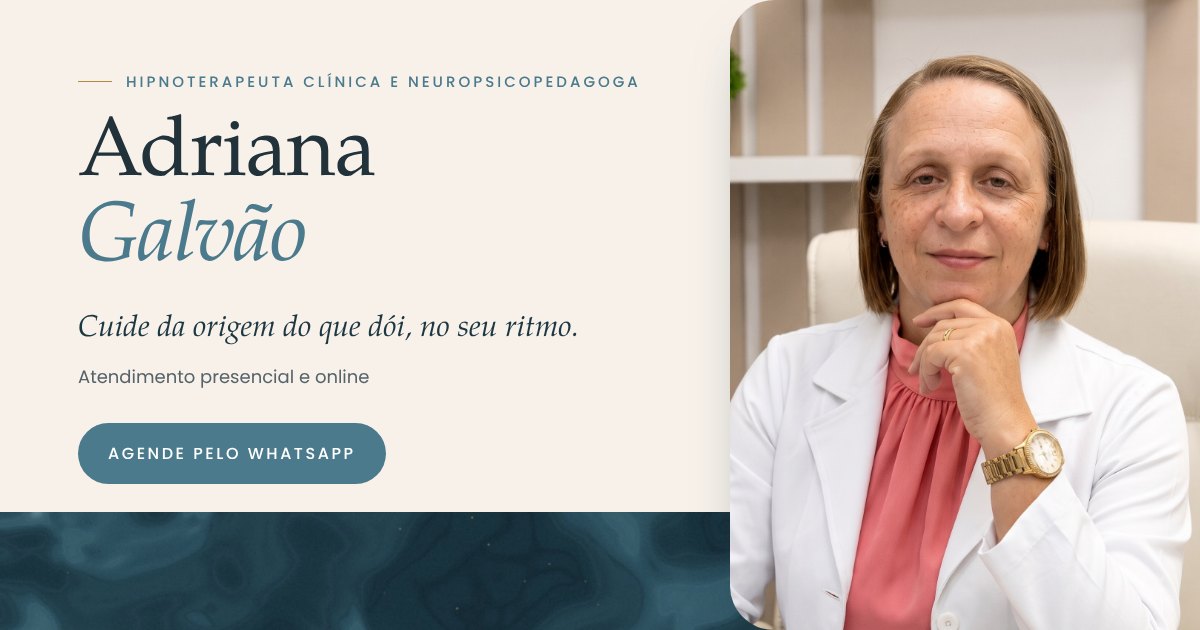 HIPNOTERAPEUTA CLÍNICA E NEUROPSICOPEDAGOGA
Adriana
Galvão
Cuide da origem do que dói, no seu ritmo.
Atendimento presencial e online
AGENDE PELO WHATSAPP